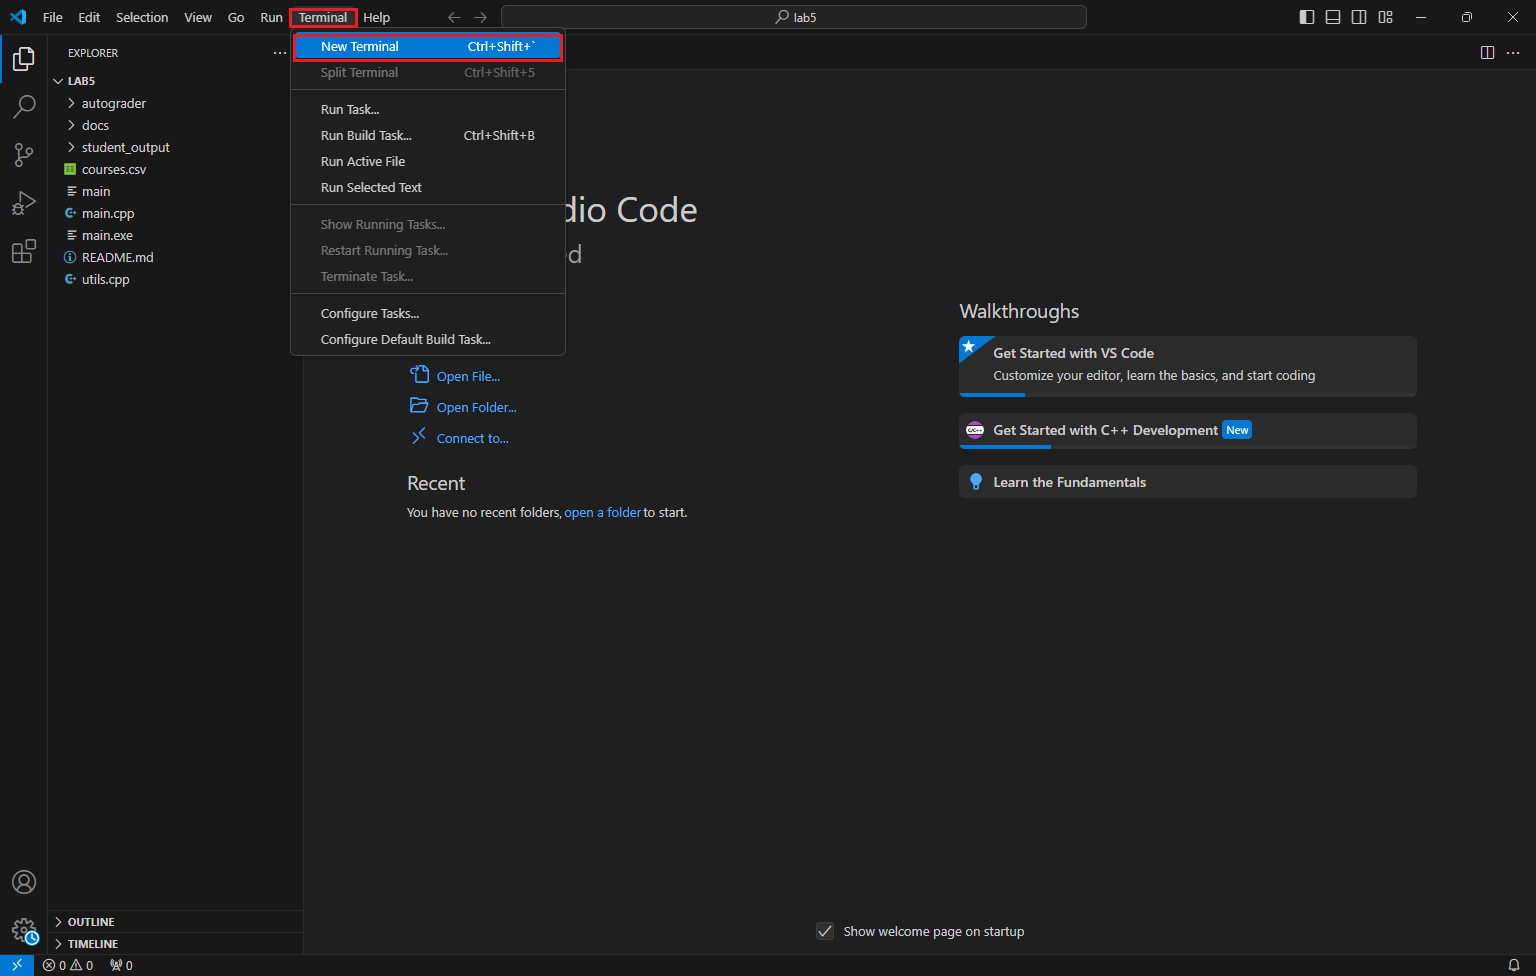 File Edit Selection View Go Run Terminal Help
lab5
EXPLORER
LAB5
autograder
docs
student_output
courses.csv
main
main.cpp
main.exe
README.md
utils.cpp
New Terminal Ctrl+Shift+`
Split Terminal Ctrl+Shift+5
Run Task...
Run Build Task... Ctrl+Shift+B
Run Active File
Run Selected Text
Show Running Tasks...
Restart Running Task...
Terminate Task...
Configure Tasks...
Configure Default Build Task...
dio Code
d
Open File...
Open Folder...
Connect to...
Recent
You have no recent folders, open a folder to start.
Walkthroughs
Get Started with VS Code
Customize your editor, learn the basics, and start coding
C/C++
Get Started with C++ Development New
Learn the Fundamentals
Show welcome page on startup
OUTLINE
TIMELINE
0 0 0